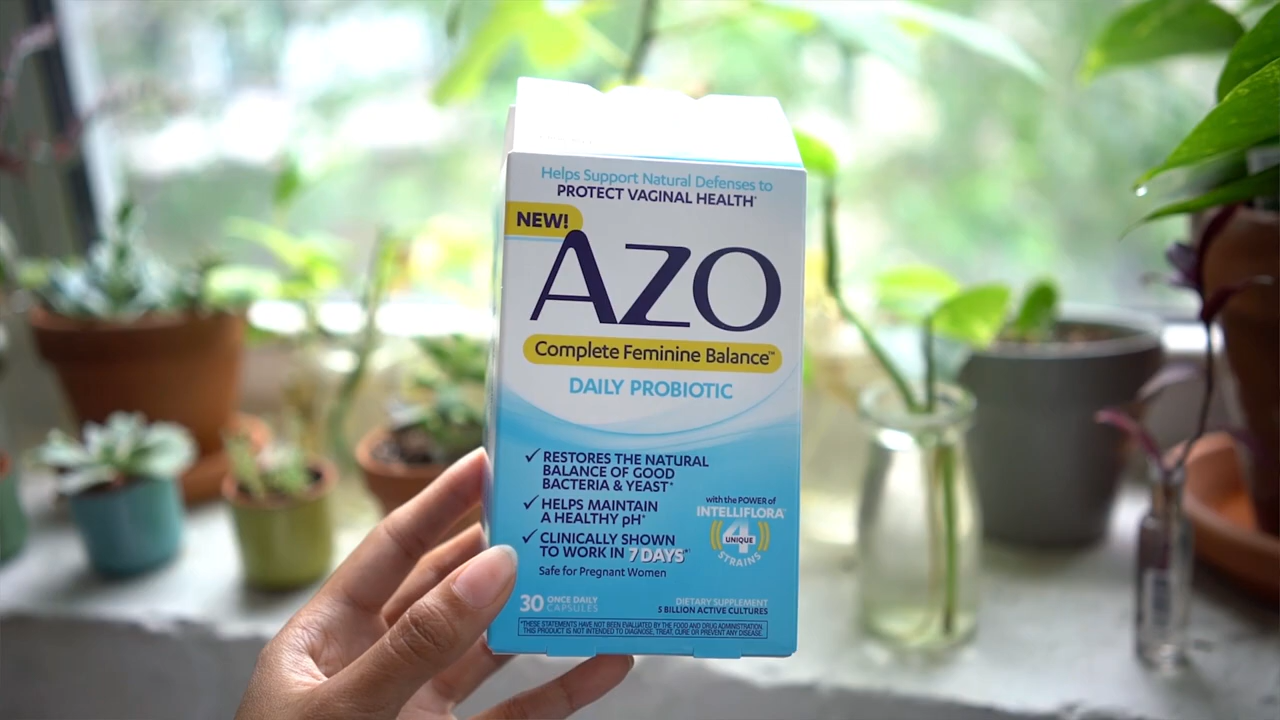 Helps Support Natural Defenses to
PROTECT VAGINAL HEALTH*
NEW!
AZO
Complete Feminine Balance™
DAILY PROBIOTIC
✓ RESTORES THE NATURAL
BALANCE OF GOOD
BACTERIA & YEAST*
✓ HELPS MAINTAIN
A HEALTHY pH*
✓ CLINICALLY SHOWN
TO WORK IN 7 DAYS*
Safe for Pregnant Women
with the POWER of
INTELLIFLORA™
4
UNIQUE
STRAINS
30 ONCE DAILY
CAPSULES
DIETARY SUPPLEMENT
5 BILLION ACTIVE CULTURES
*THESE STATEMENTS HAVE NOT BEEN EVALUATED BY THE FOOD AND DRUG ADMINISTRATION.
THIS PRODUCT IS NOT INTENDED TO DIAGNOSE, TREAT, CURE OR PREVENT ANY DISEASE.